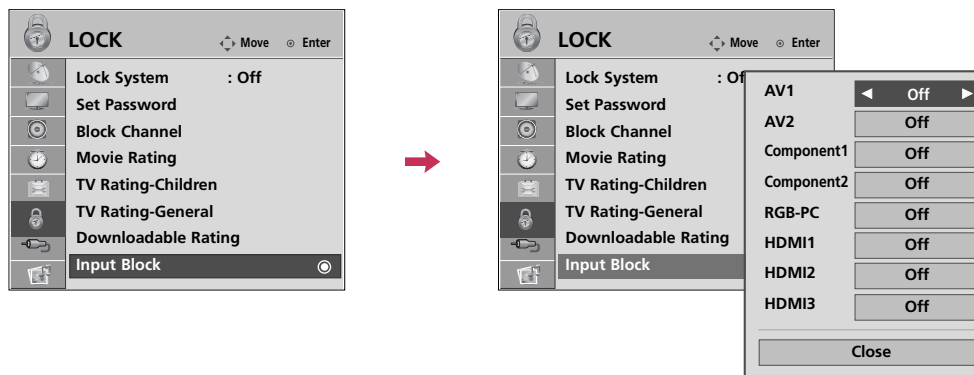 LOCK Move Enter
Lock System : Off
Set Password
Block Channel
Movie Rating
TV Rating-Children
TV Rating-General
Downloadable Rating
Input Block
LOCK Move Enter
Lock System
Set Password
Block Channel
Movie Rating
TV Rating-Children
TV Rating-General
Downloadable Rating
Input Block
AV1 ◀ Off ▶
AV2 Off
Component1 Off
Component2 Off
RGB-PC Off
HDMI1 Off
HDMI2 Off
HDMI3 Off
Close